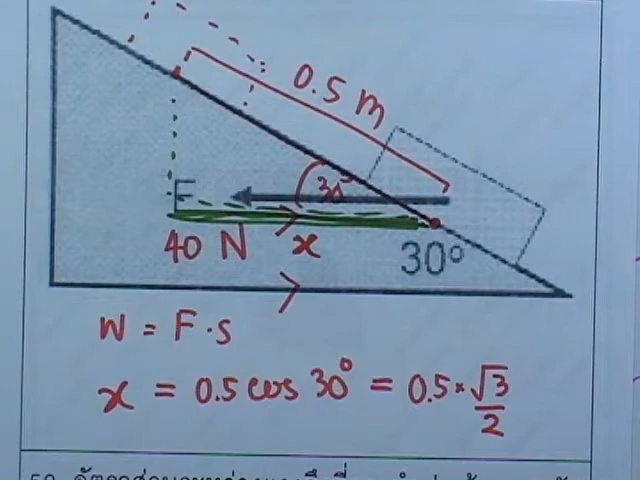 0.5 m
F
30°
40 N
x
30°
W = F · s
x = 0.5 cos 30° = 0.5 × √3/2